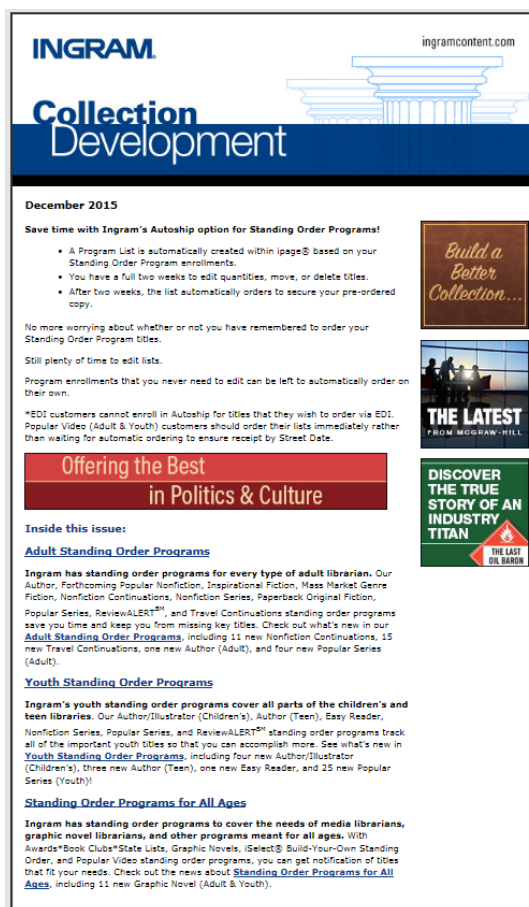 INGRAM®
ingramcontent.com
Collection
Development
December 2015
Save time with Ingram's Autoship option for Standing Order Programs!
• A Program List is automatically created within ipage® based on your
Standing Order Program enrollments.
• You have a full two weeks to edit quantities, move, or delete titles.
• After two weeks, the list automatically orders to secure your pre-ordered
copy.
No more worrying about whether or not you have remembered to order your
Standing Order Program titles.
Still plenty of time to edit lists.
Program enrollments that you never need to edit can be left to automatically order on
their own.
*EDI customers cannot enroll in Autoship for titles that they wish to order via EDI.
Popular Video (Adult & Youth) customers should order their lists immediately rather
than waiting for automatic ordering to ensure receipt by Street Date.
Build a
Better
Collection...
THE LATEST
FROM MCGRAW-HILL
DISCOVER
THE TRUE
STORY OF AN
INDUSTRY
TITAN
THE LAST
OIL BARON
Offering the Best
in Politics & Culture
Inside this issue:
Adult Standing Order Programs
Ingram has standing order programs for every type of adult librarian. Our
Author, Forthcoming Popular Nonfiction, Inspirational Fiction, Mass Market Genre
Fiction, Nonfiction Continuations, Nonfiction Series, Paperback Original Fiction,
Popular Series, ReviewALERT℠, and Travel Continuations standing order programs
save you time and keep you from missing key titles. Check out what's new in our
Adult Standing Order Programs, including 11 new Nonfiction Continuations, 15
new Travel Continuations, one new Author (Adult), and four new Popular Series
(Adult).
Youth Standing Order Programs
Ingram's youth standing order programs cover all parts of the children's and
teen libraries. Our Author/Illustrator (Children's), Author (Teen), Easy Reader,
Nonfiction Series, Popular Series, and ReviewALERT℠ standing order programs track
all of the important youth titles so that you can accomplish more. See what's new in
Youth Standing Order Programs, including four new Author/Illustrator
(Children's), three new Author (Teen), one new Easy Reader, and 25 new Popular
Series (Youth)!
Standing Order Programs for All Ages
Ingram has standing order programs to cover the needs of media librarians,
graphic novel librarians, and other programs meant for all ages. With
Awards*Book Clubs*State Lists, Graphic Novels, iSelect® Build-Your-Own Standing
Order, and Popular Video standing order programs, you can get notification of titles
that fit your needs. Check out the news about Standing Order Programs for All
Ages, including 11 new Graphic Novel (Adult & Youth).